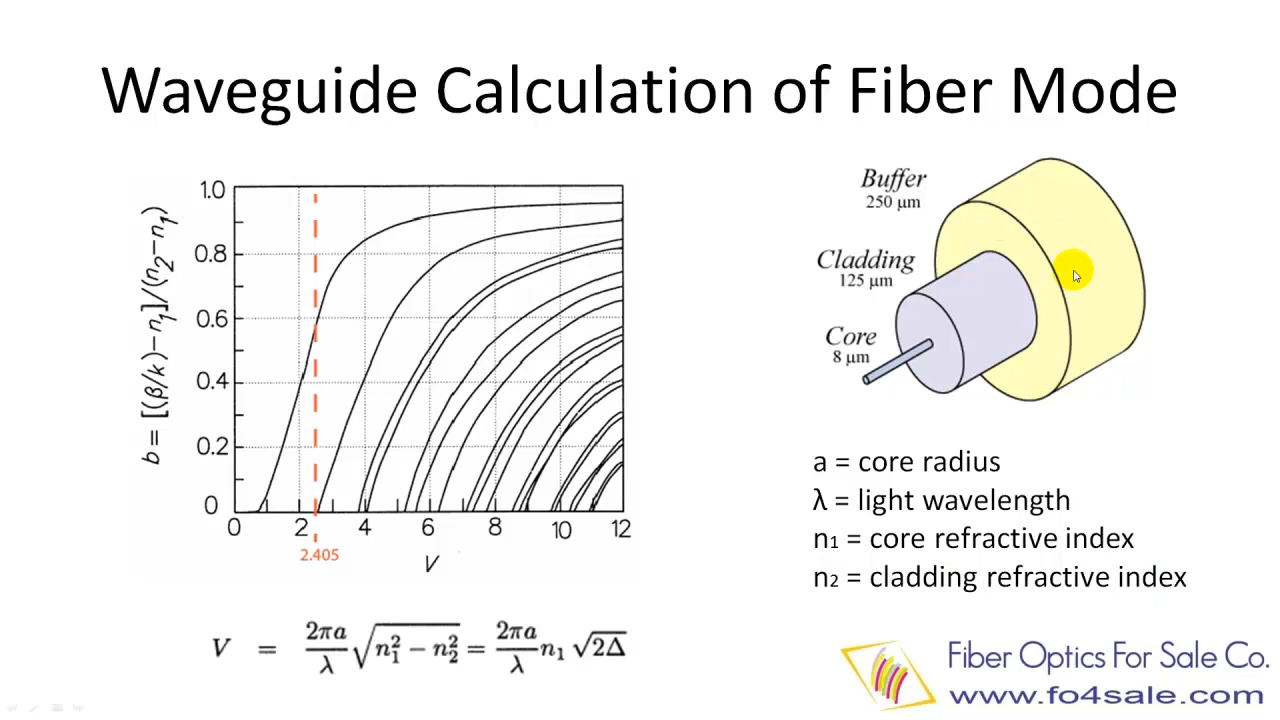 Waveguide Calculation of Fiber Mode
1.0
0.8
0.6
0.4
0.2
0
b = [(β/k) – n₁]/(n₂–n₁)
0 2 4 6 8 10 12
2.405
V
V = 2πa/λ √(n₁² − n₂²) = 2πa/λ n₁ √2Δ
Buffer
250 μm
Cladding
125 μm
Core
8 μm
a = core radius
λ = light wavelength
n₁ = core refractive index
n₂ = cladding refractive index
Fiber Optics For Sale Co.
www.fo4sale.com